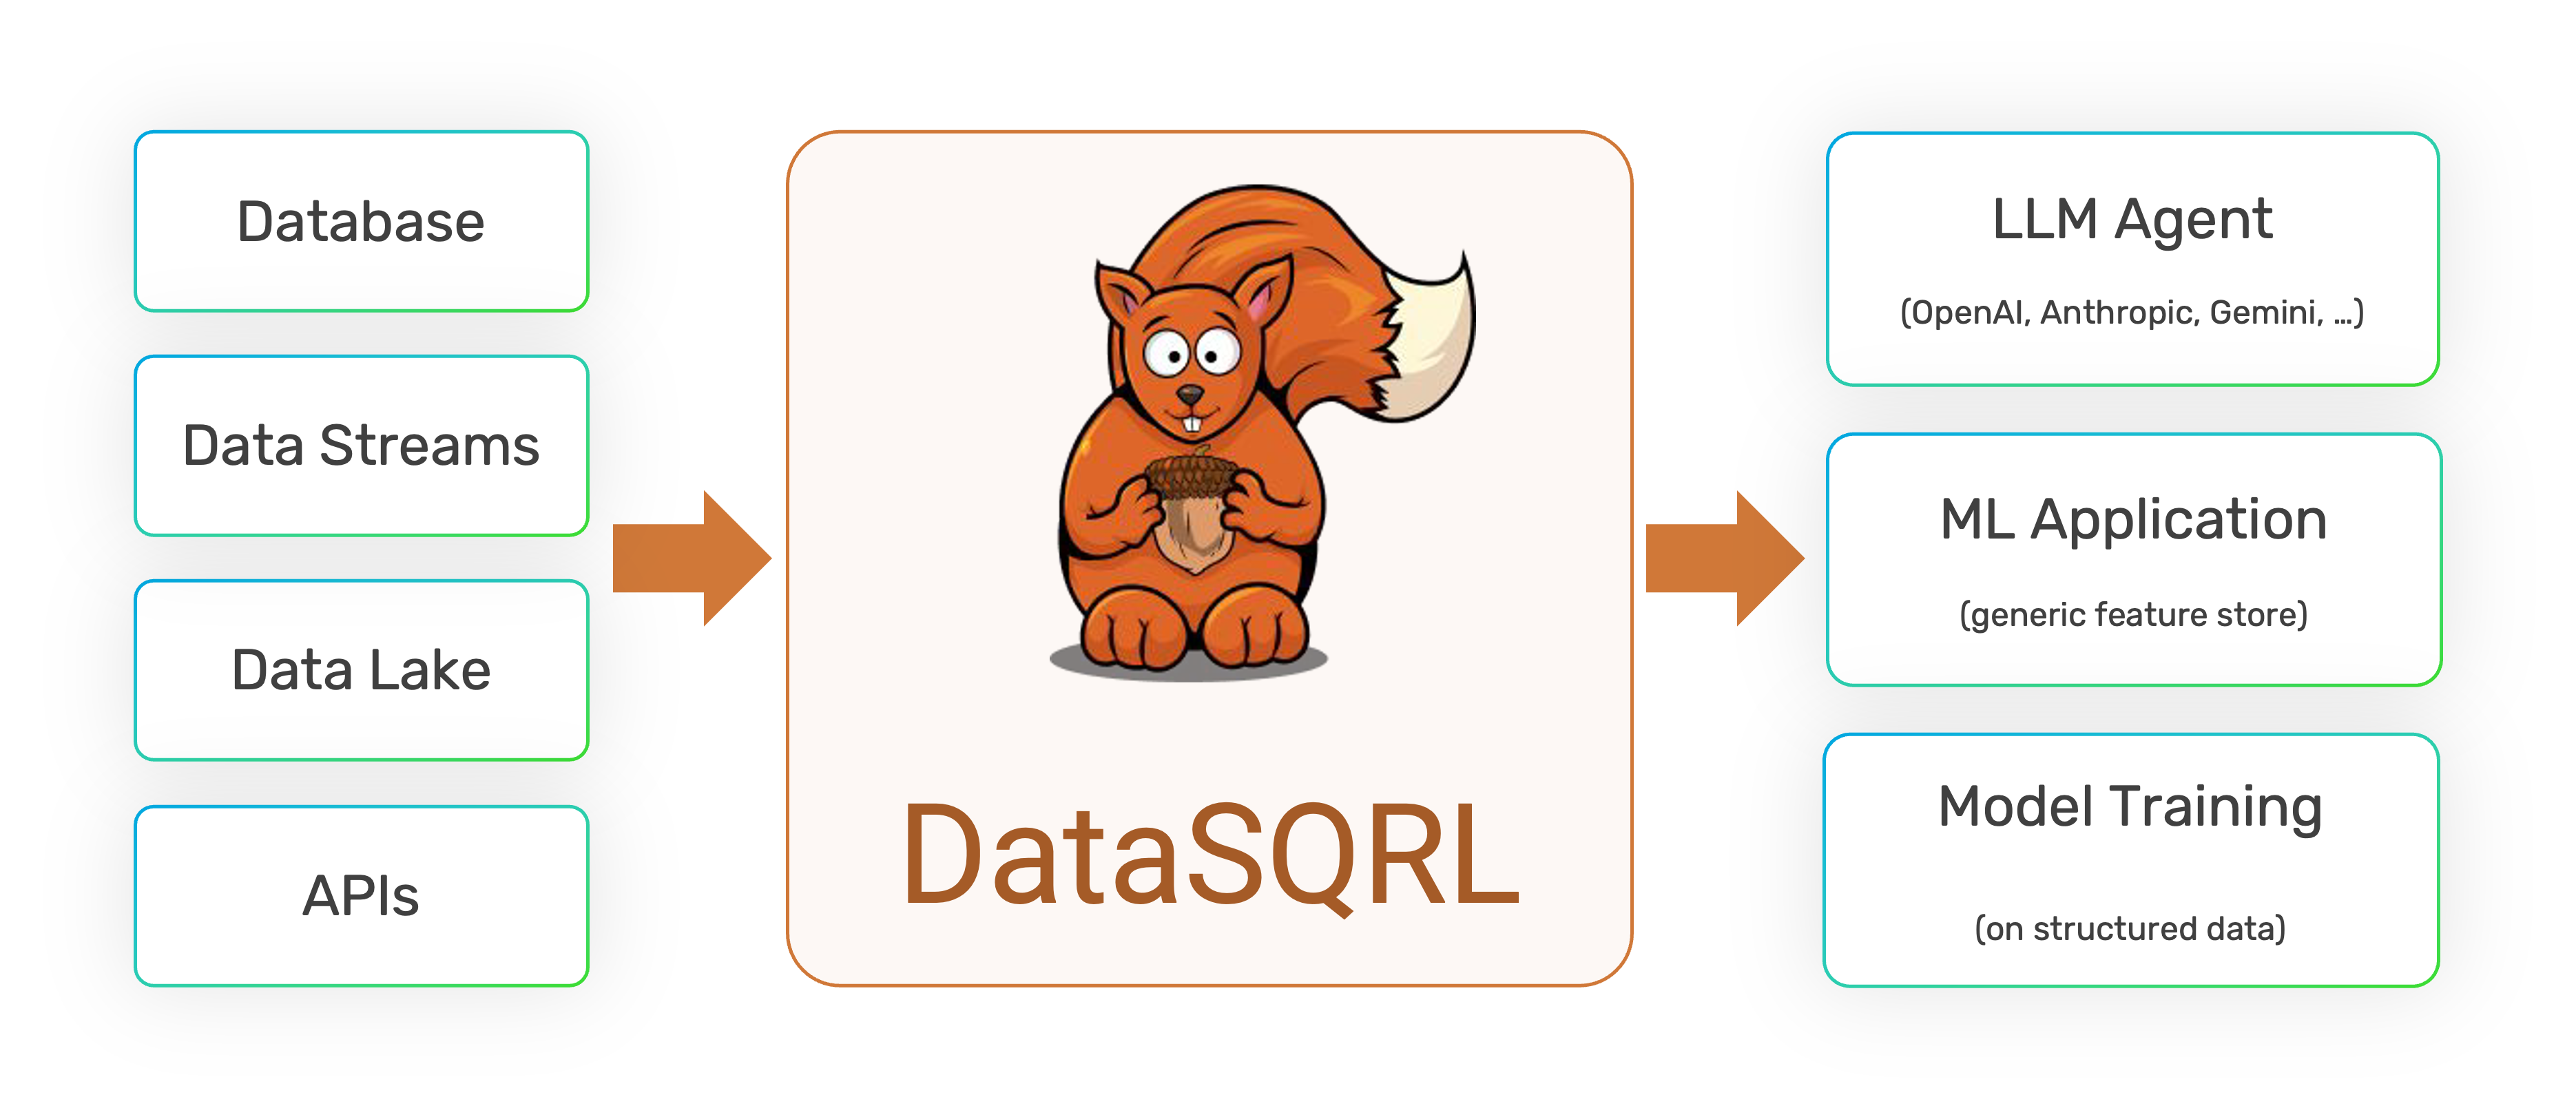 Database
Data Streams
Data Lake
APIs
DataSQRL
LLM Agent
(OpenAI, Anthropic, Gemini, ...)
ML Application
(generic feature store)
Model Training
(on structured data)